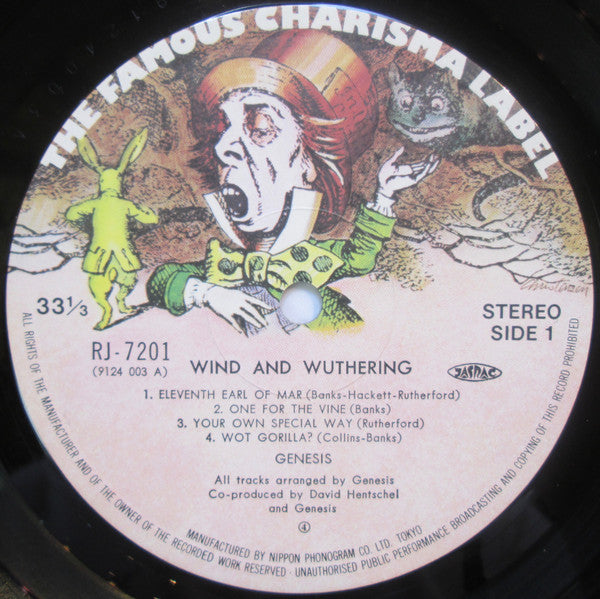 THE FAMOUS CHARISMA LABEL
33⅓
STEREO
SIDE 1
RJ-7201
(9124 003 A)
WIND AND WUTHERING
JASRAC
1. ELEVENTH EARL OF MAR (Banks-Hackett-Rutherford)
2. ONE FOR THE VINE (Banks)
3. YOUR OWN SPECIAL WAY (Rutherford)
4. WOT GORILLA? (Collins-Banks)
GENESIS
All tracks arranged by Genesis
Co-produced by David Hentschel
and Genesis
④
MANUFACTURED BY NIPPON PHONOGRAM CO. LTD. TOKYO
ALL RIGHTS OF THE MANUFACTURER AND OF THE OWNER OF THE RECORDED WORK RESERVED · UNAUTHORISED PUBLIC PERFORMANCE BROADCASTING AND COPYING OF THIS RECORD PROHIBITED